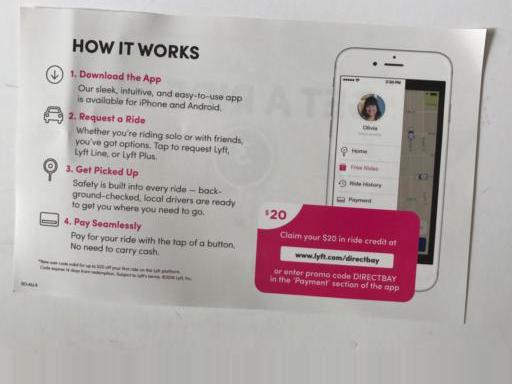 HOW IT WORKS
1. Download the App
Our sleek, intuitive, and easy-to-use app
is available for iPhone and Android.
2. Request a Ride
Whether you're riding solo or with friends,
you've got options. Tap to request Lyft,
Lyft Line, or Lyft Plus.
3. Get Picked Up
Safety is built into every ride — back-
ground-checked, local drivers are ready
to get you where you need to go.
4. Pay Seamlessly
Pay for your ride with the tap of a button.
No need to carry cash.
*New user code valid for up to $20 off your first ride on the Lyft platform.
Code expires 14 days from redemption. Subject to Lyft's terms. ©2016 Lyft, Inc.
Olivia
Home
Free Rides
Ride History
Payment
$20
Claim your $20 in ride credit at
www.lyft.com/directbay
or enter promo code DIRECTBAY
in the 'Payment' section of the app